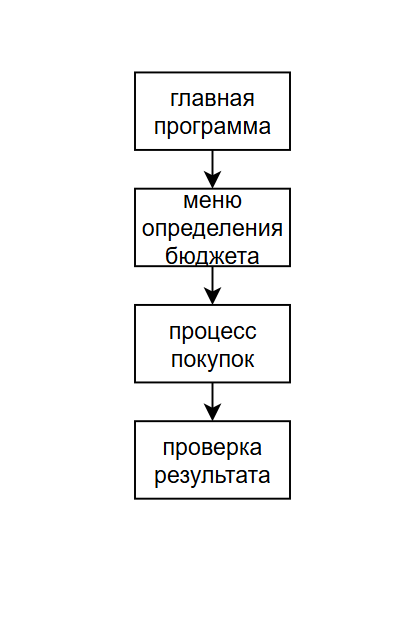 главная
программа
меню
определения
бюджета
процесс
покупок
проверка
результата